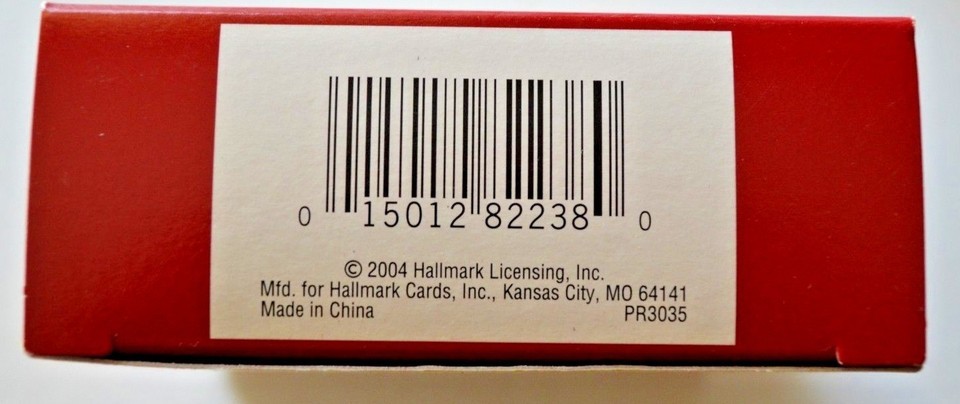 0 15012 82238 0
© 2004 Hallmark Licensing, Inc.
Mfd. for Hallmark Cards, Inc., Kansas City, MO 64141
Made in China PR3035